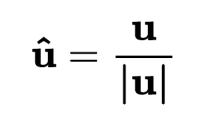 û = u / |u|